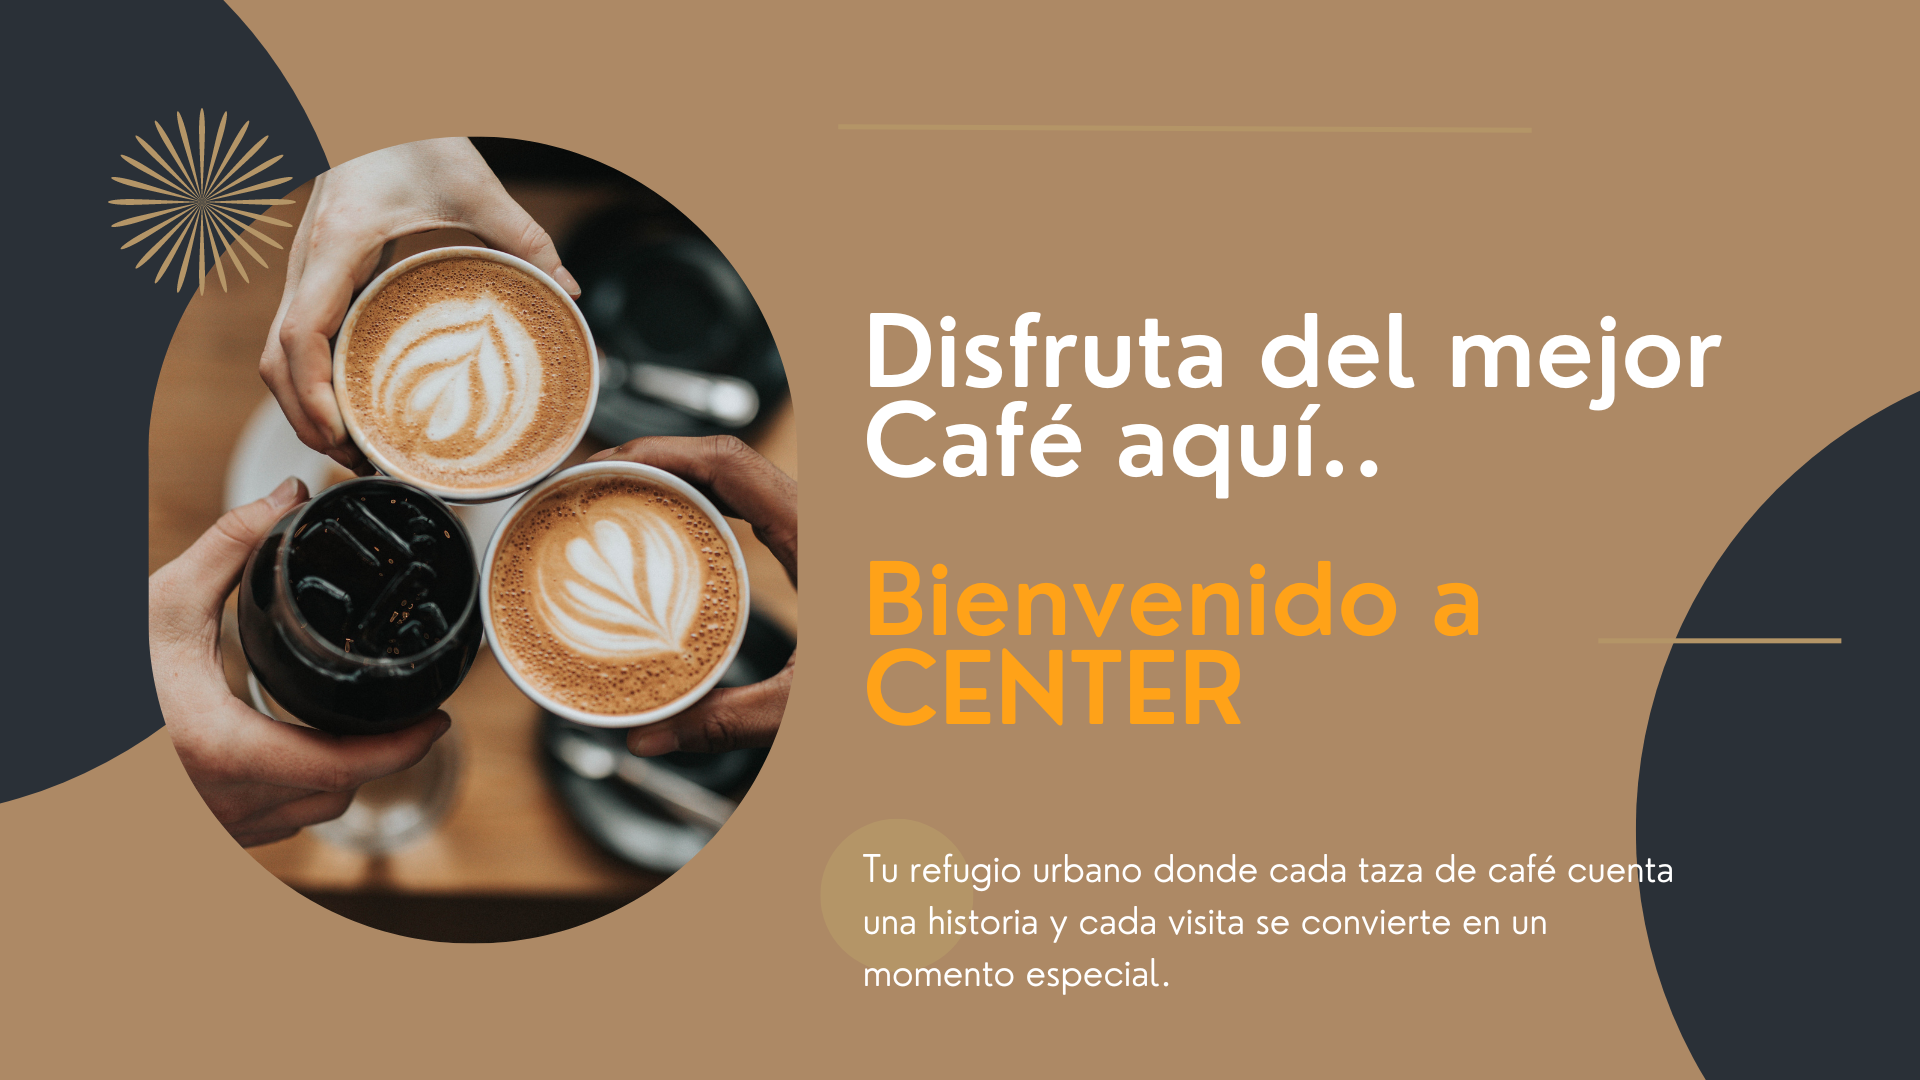 Disfruta del mejor
Café aquí..
Bienvenido a
CENTER
Tu refugio urbano donde cada taza de café cuenta
una historia y cada visita se convierte en un
momento especial.